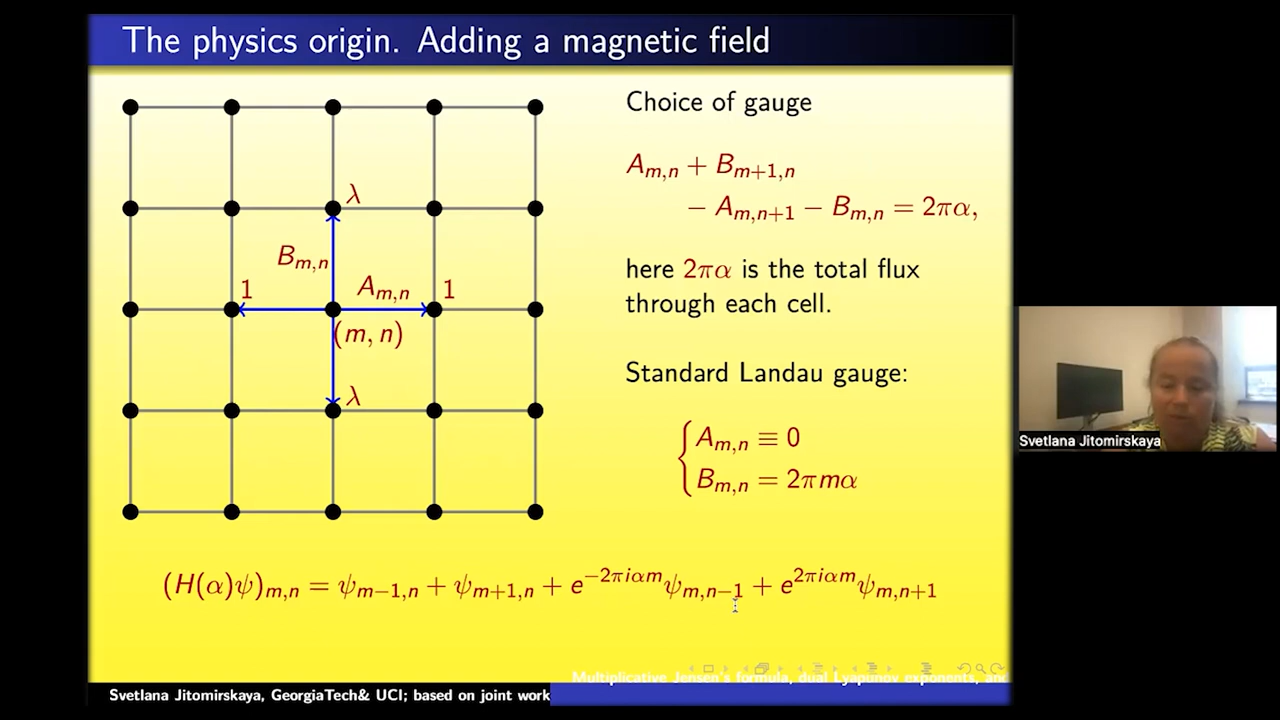 The physics origin. Adding a magnetic field
λ
B_{m,n}
1
A_{m,n}
1
(m, n)
λ
Choice of gauge
A_{m,n} + B_{m+1,n}
− A_{m,n+1} − B_{m,n} = 2πα,
here 2πα is the total flux
through each cell.
Standard Landau gauge:
A_{m,n} ≡ 0
B_{m,n} = 2πmα
(H(α)ψ)_{m,n} = ψ_{m−1,n} + ψ_{m+1,n} + e^{−2πiαm}ψ_{m,n−1} + e^{2πiαm}ψ_{m,n+1}
Svetlana Jitomirskaya, GeorgiaTech& UCI; based on joint work
Multiplicative Jensen's formula, dual Lyapunov exponents, and
Svetlana Jitomirskaya